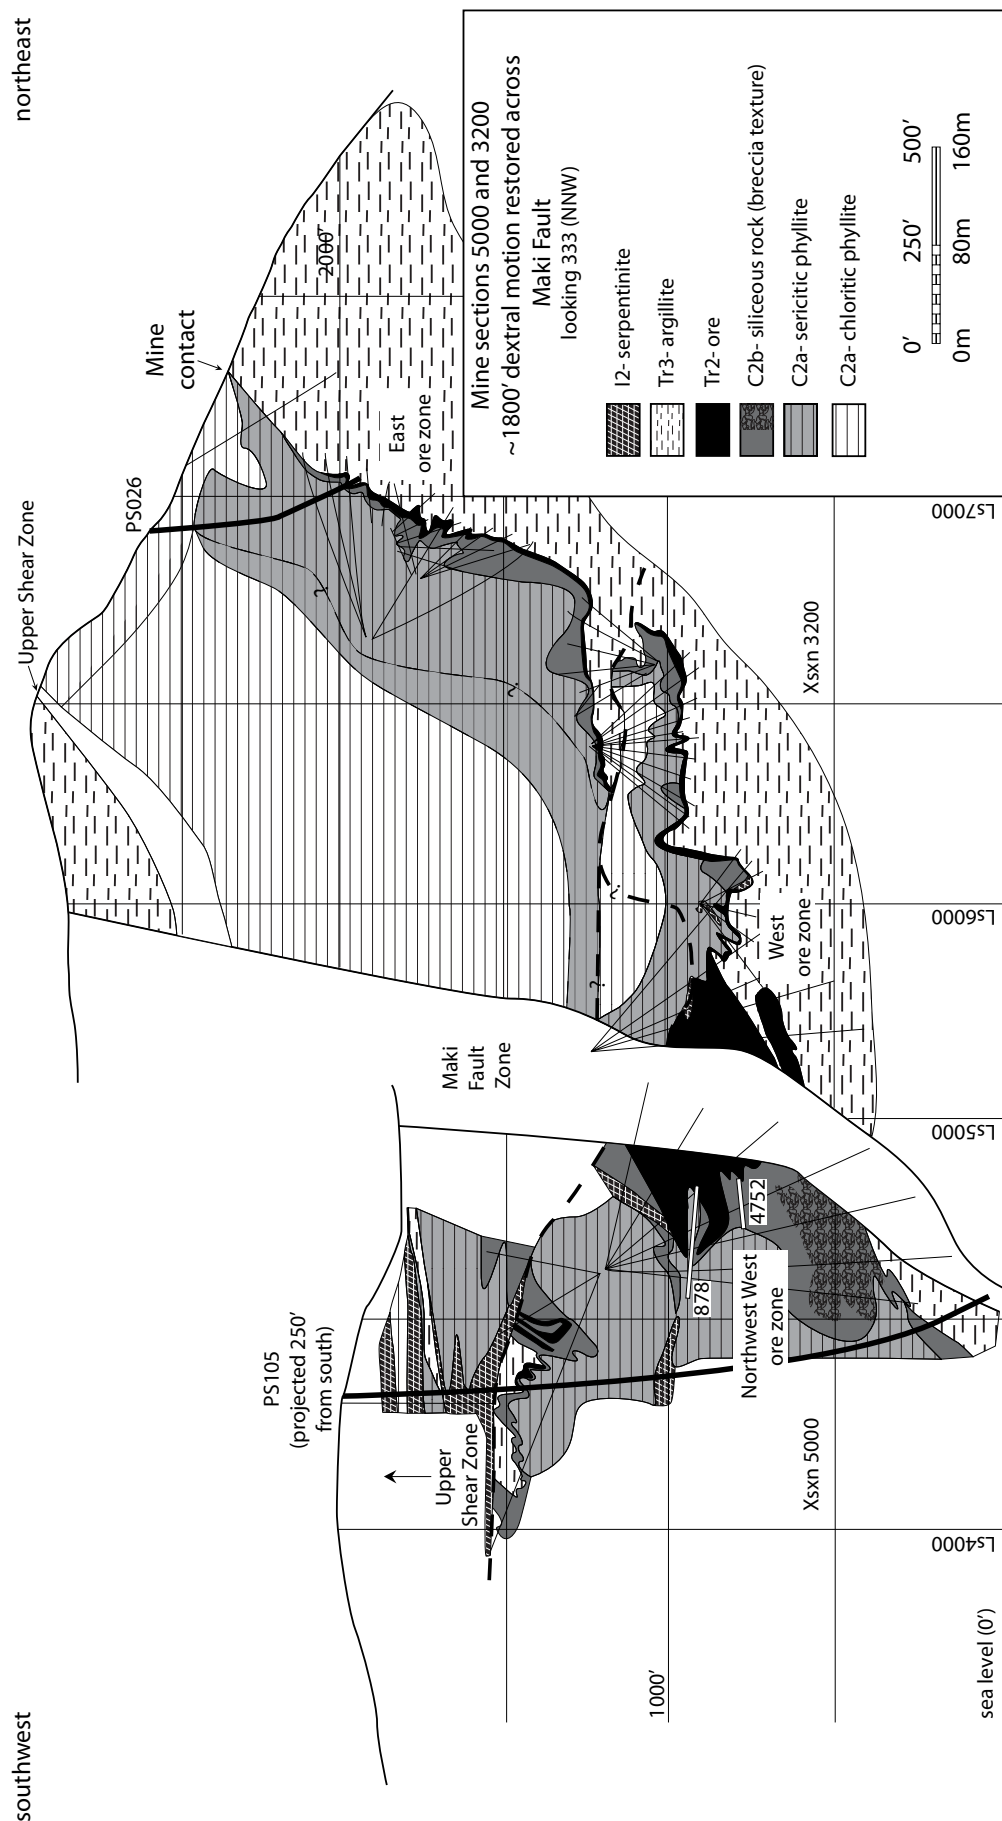 southwest
northeast
Upper Shear Zone
PS026
Mine
contact
2000'
East
ore zone
Mine sections 5000 and 3200
~1800' dextral motion restored across
Maki Fault
looking 333 (NNW)
I2- serpentinite
Tr3- argillite
Tr2- ore
C2b- siliceous rock (breccia texture)
C2a- sericitic phyllite
C2a- chloritic phyllite
0' 250' 500'
0m 80m 160m
PS105
(projected 250'
from south)
Upper
Shear Zone
Maki
Fault
Zone
?
?
?
?
878
4752
Northwest West
ore zone
West
ore zone
Xsxn 5000
Xsxn 3200
1000'
sea level (0')
Ls4000
Ls5000
Ls6000
Ls7000